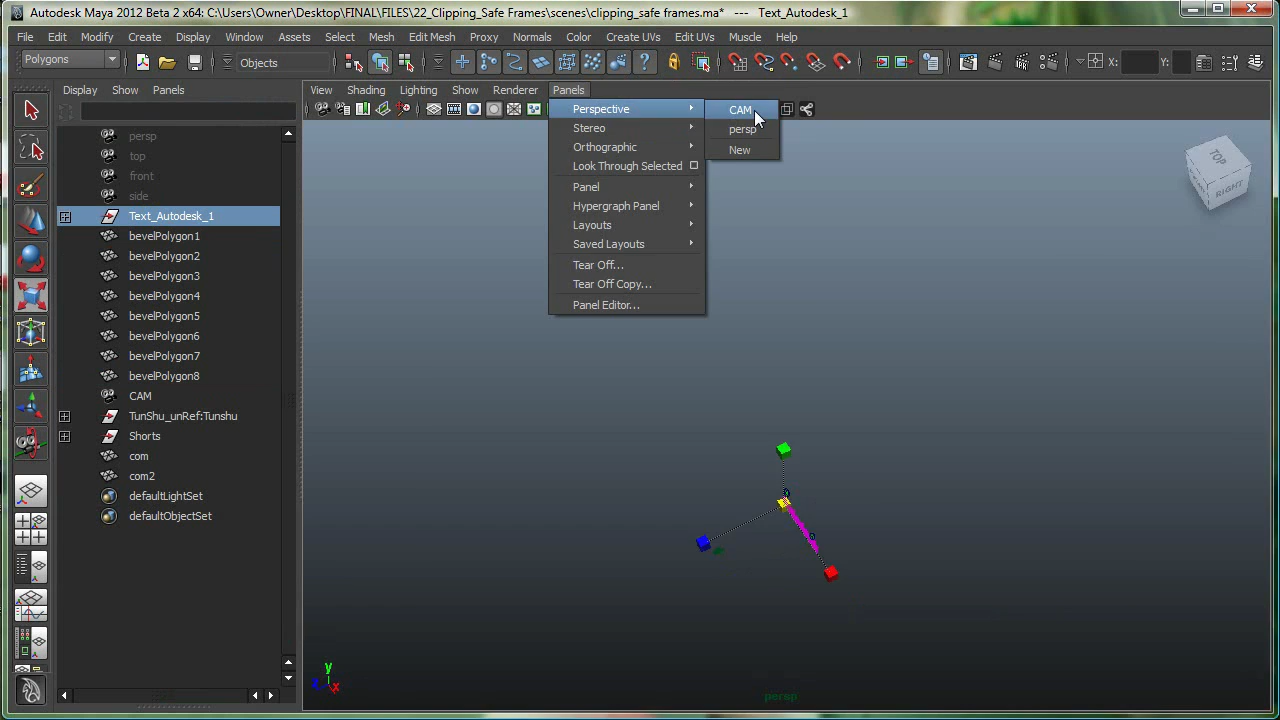 Autodesk Maya 2012 Beta 2 x64: C:\Users\Owner\Desktop\FINAL\FILES\22_Clipping_Safe Frames\scenes\clipping_safe frames.ma* --- Text_Autodesk_1
File Edit Modify Create Display Window Assets Select Mesh Edit Mesh Proxy Normals Color Create UVs Edit UVs Muscle Help
Polygons Objects X: Y:
Display Show Panels
View Shading Lighting Show Renderer Panels
Perspective
Stereo
Orthographic
Look Through Selected
Panel
Hypergraph Panel
Layouts
Saved Layouts
Tear Off...
Tear Off Copy...
Panel Editor...
CAM
persp
New
TOP
RIGHT
persp
top
front
side
Text_Autodesk_1
bevelPolygon1
bevelPolygon2
bevelPolygon3
bevelPolygon4
bevelPolygon5
bevelPolygon6
bevelPolygon7
bevelPolygon8
CAM
TunShu_unRef:Tunshu
Shorts
com
com2
defaultLightSet
defaultObjectSet
y
x
persp